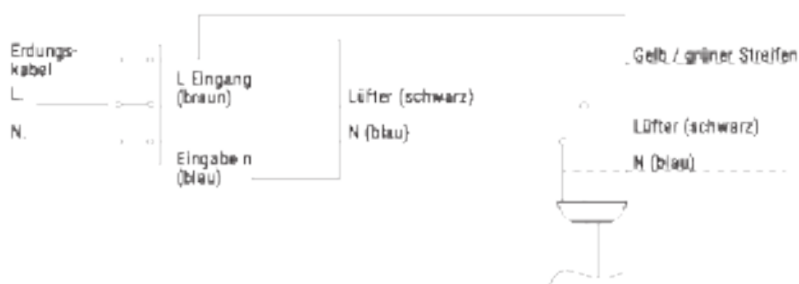 Erdungs-
kabel
L.
N.
L Eingang
(braun)
Eingabe n
(blau)
Lüfter (schwarz)
N (blau)
Gelb / grüner Streifen
Lüfter (schwarz)
N (blau)